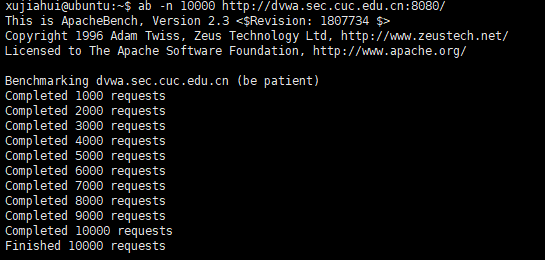 xujiahui@ubuntu:~$ ab -n 10000 http://dvwa.sec.cuc.edu.cn:8080/
This is ApacheBench, Version 2.3 <$Revision: 1807734 $>
Copyright 1996 Adam Twiss, Zeus Technology Ltd, http://www.zeustech.net/
Licensed to The Apache Software Foundation, http://www.apache.org/

Benchmarking dvwa.sec.cuc.edu.cn (be patient)
Completed 1000 requests
Completed 2000 requests
Completed 3000 requests
Completed 4000 requests
Completed 5000 requests
Completed 6000 requests
Completed 7000 requests
Completed 8000 requests
Completed 9000 requests
Completed 10000 requests
Finished 10000 requests